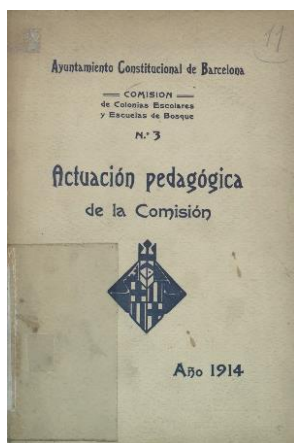 11
Ayuntamiento Constitucional de Barcelona
COMISION
de Colonias Escolares
y Escuelas de Bosque
N.º 3
Actuación pedagógica
de la Comisión
Año 1914